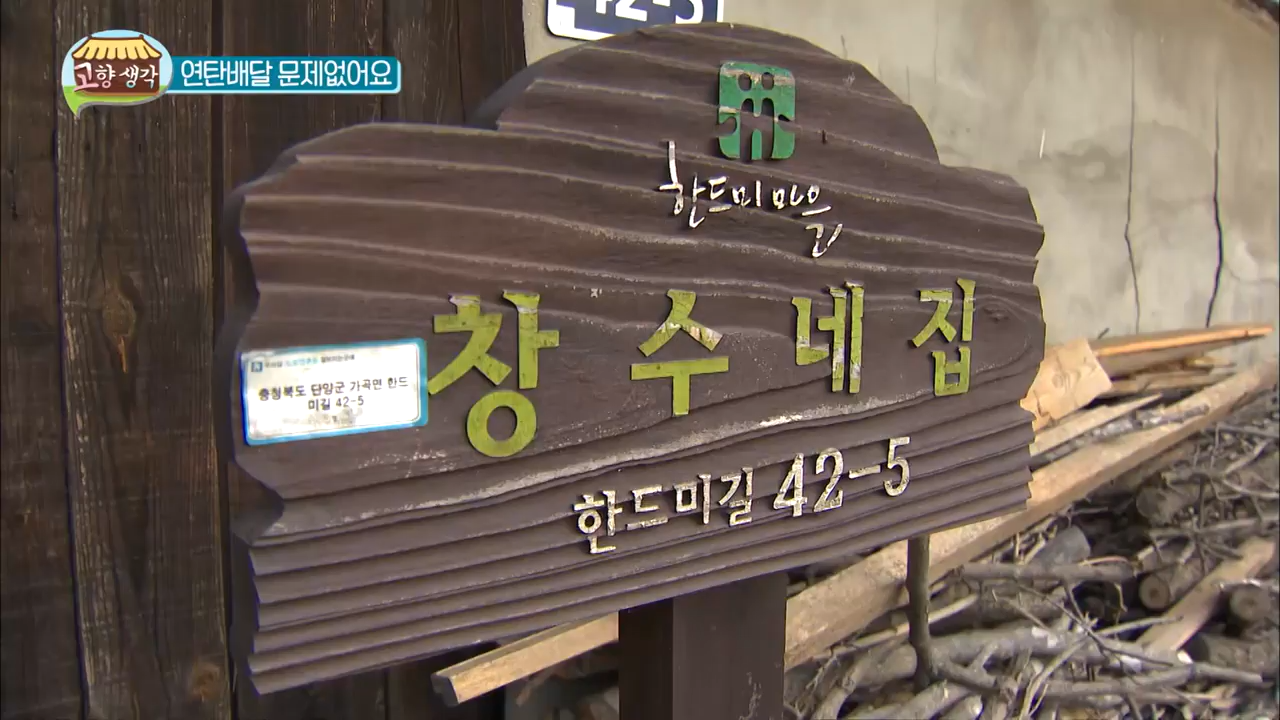 42-5
고향 생각
연탄배달 문제없어요
한드미마을
창수네집
충청북도 단양군 가곡면 한드
미길 42-5
한드미길 42-5